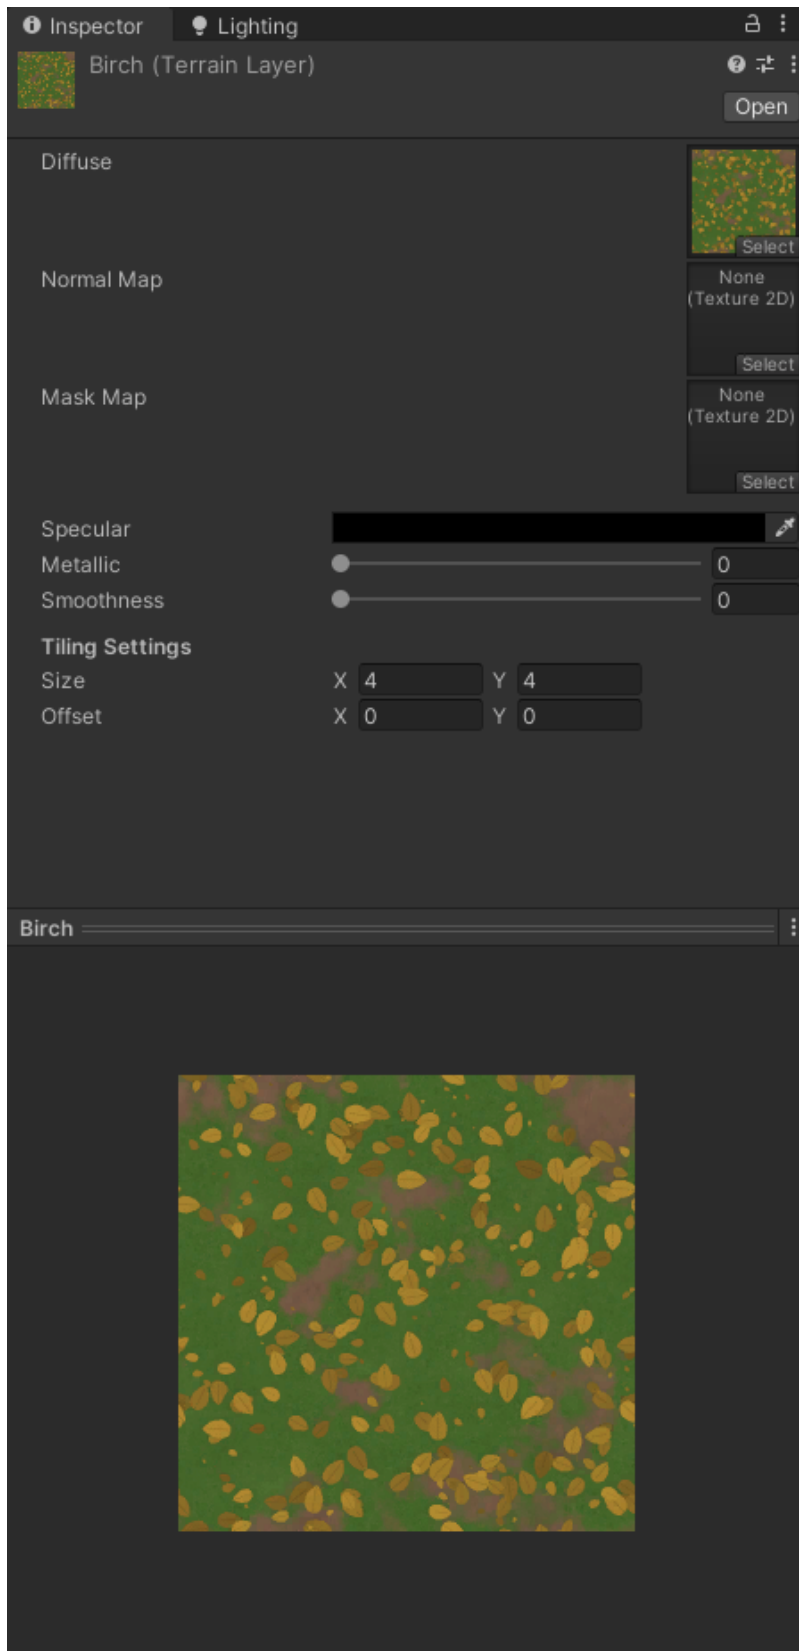 Inspector Lighting
Birch (Terrain Layer)
Open
Diffuse
Select
Normal Map
None
(Texture 2D)
Select
Mask Map
None
(Texture 2D)
Select
Specular
Metallic 0
Smoothness 0
Tiling Settings
Size X 4 Y 4
Offset X 0 Y 0
Birch